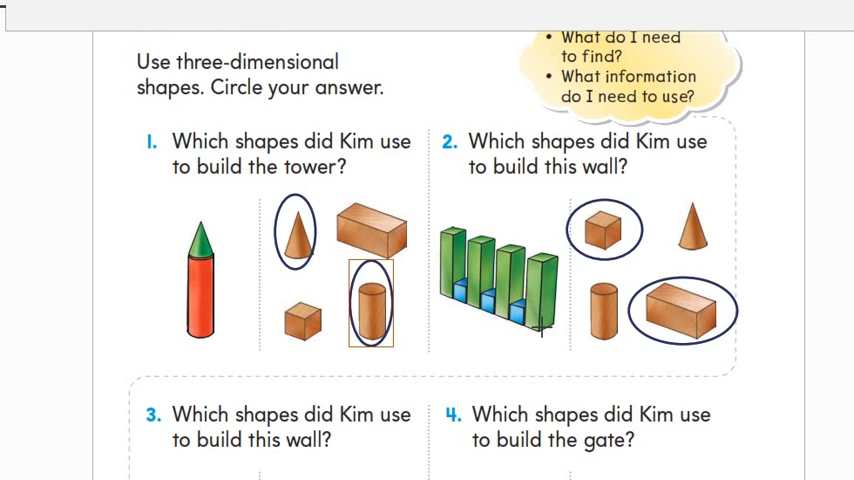 • What do I need
to find?
• What information
do I need to use?
Use three-dimensional
shapes. Circle your answer.
1. Which shapes did Kim use
to build the tower?
2. Which shapes did Kim use
to build this wall?
3. Which shapes did Kim use
to build this wall?
4. Which shapes did Kim use
to build the gate?